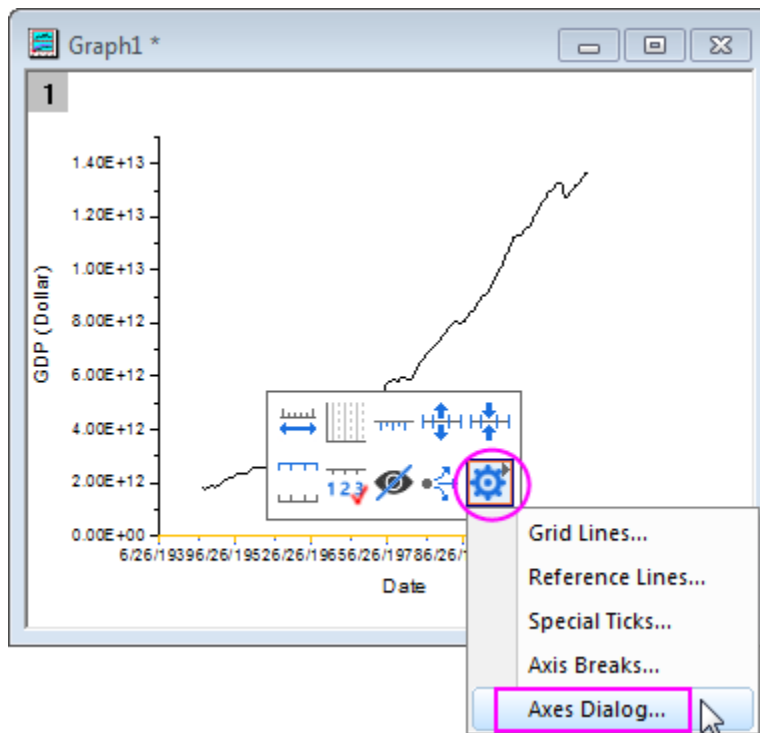 Graph1 *
1
1.40E+13
1.20E+13
1.00E+13
8.00E+12
6.00E+12
4.00E+12
2.00E+12
0.00E+00
GDP (Dollar)
6/26/19396/26/19526/26/19656/26/19786/26/
Date
123
Grid Lines...
Reference Lines...
Special Ticks...
Axis Breaks...
Axes Dialog...